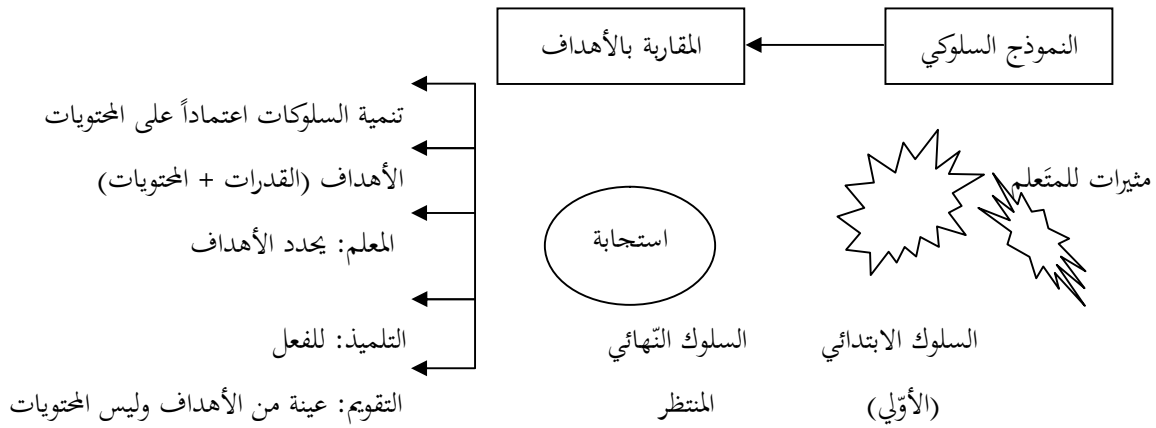 النموذج السلوكي
المقاربة بالأهداف
تنمية السلوكات اعتماداً على المحتويات
مثيرات للمتَعلم
الأهداف (القدرات + المحتويات)
استجابة
المعلم: يحدد الأهداف
السلوك الابتدائي
السلوك النّهائي
التلميذ: للفعل
(الأوّلي)
المنتظر
التقويم: عينة من الأهداف وليس المحتويات